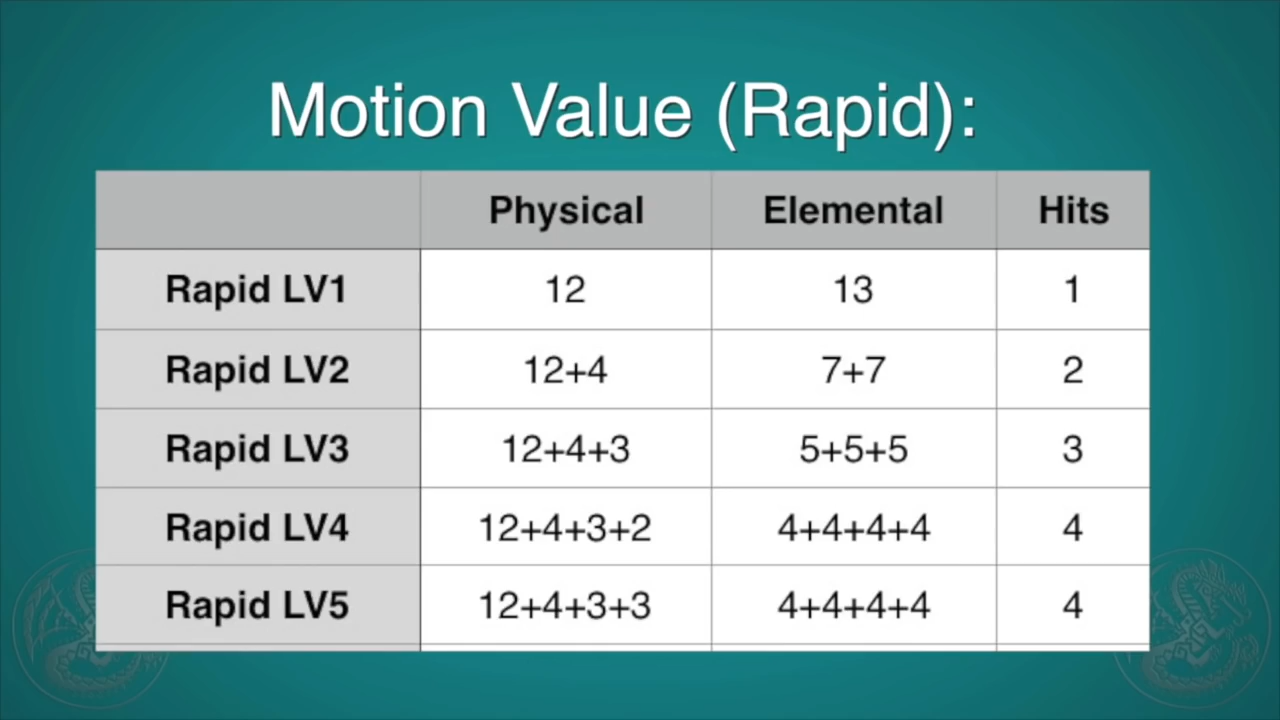 Motion Value (Rapid):
Physical Elemental Hits
Rapid LV1 12 13 1
Rapid LV2 12+4 7+7 2
Rapid LV3 12+4+3 5+5+5 3
Rapid LV4 12+4+3+2 4+4+4+4 4
Rapid LV5 12+4+3+3 4+4+4+4 4